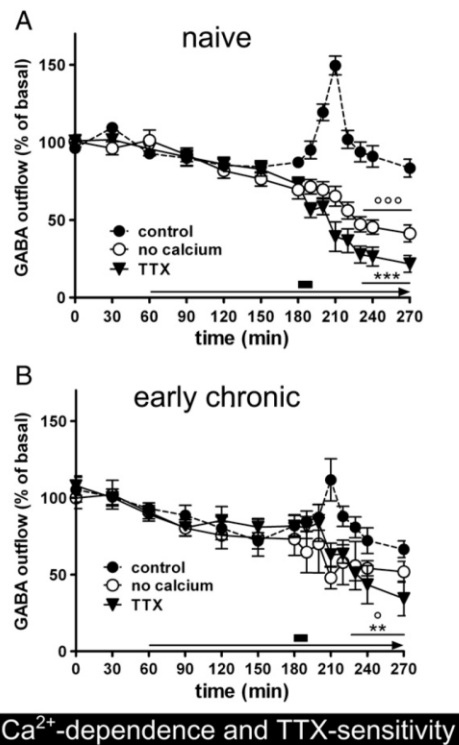 A
naive
GABA outflow (% of basal)
150
100
50
0
control
no calcium
TTX
°°°
***
0 30 60 90 120 150 180 210 240 270
time (min)
B
early chronic
GABA outflow (% of basal)
150
100
50
0
control
no calcium
TTX
°
**
0 30 60 90 120 150 180 210 240 270
time (min)
Ca²⁺-dependence and TTX-sensitivity